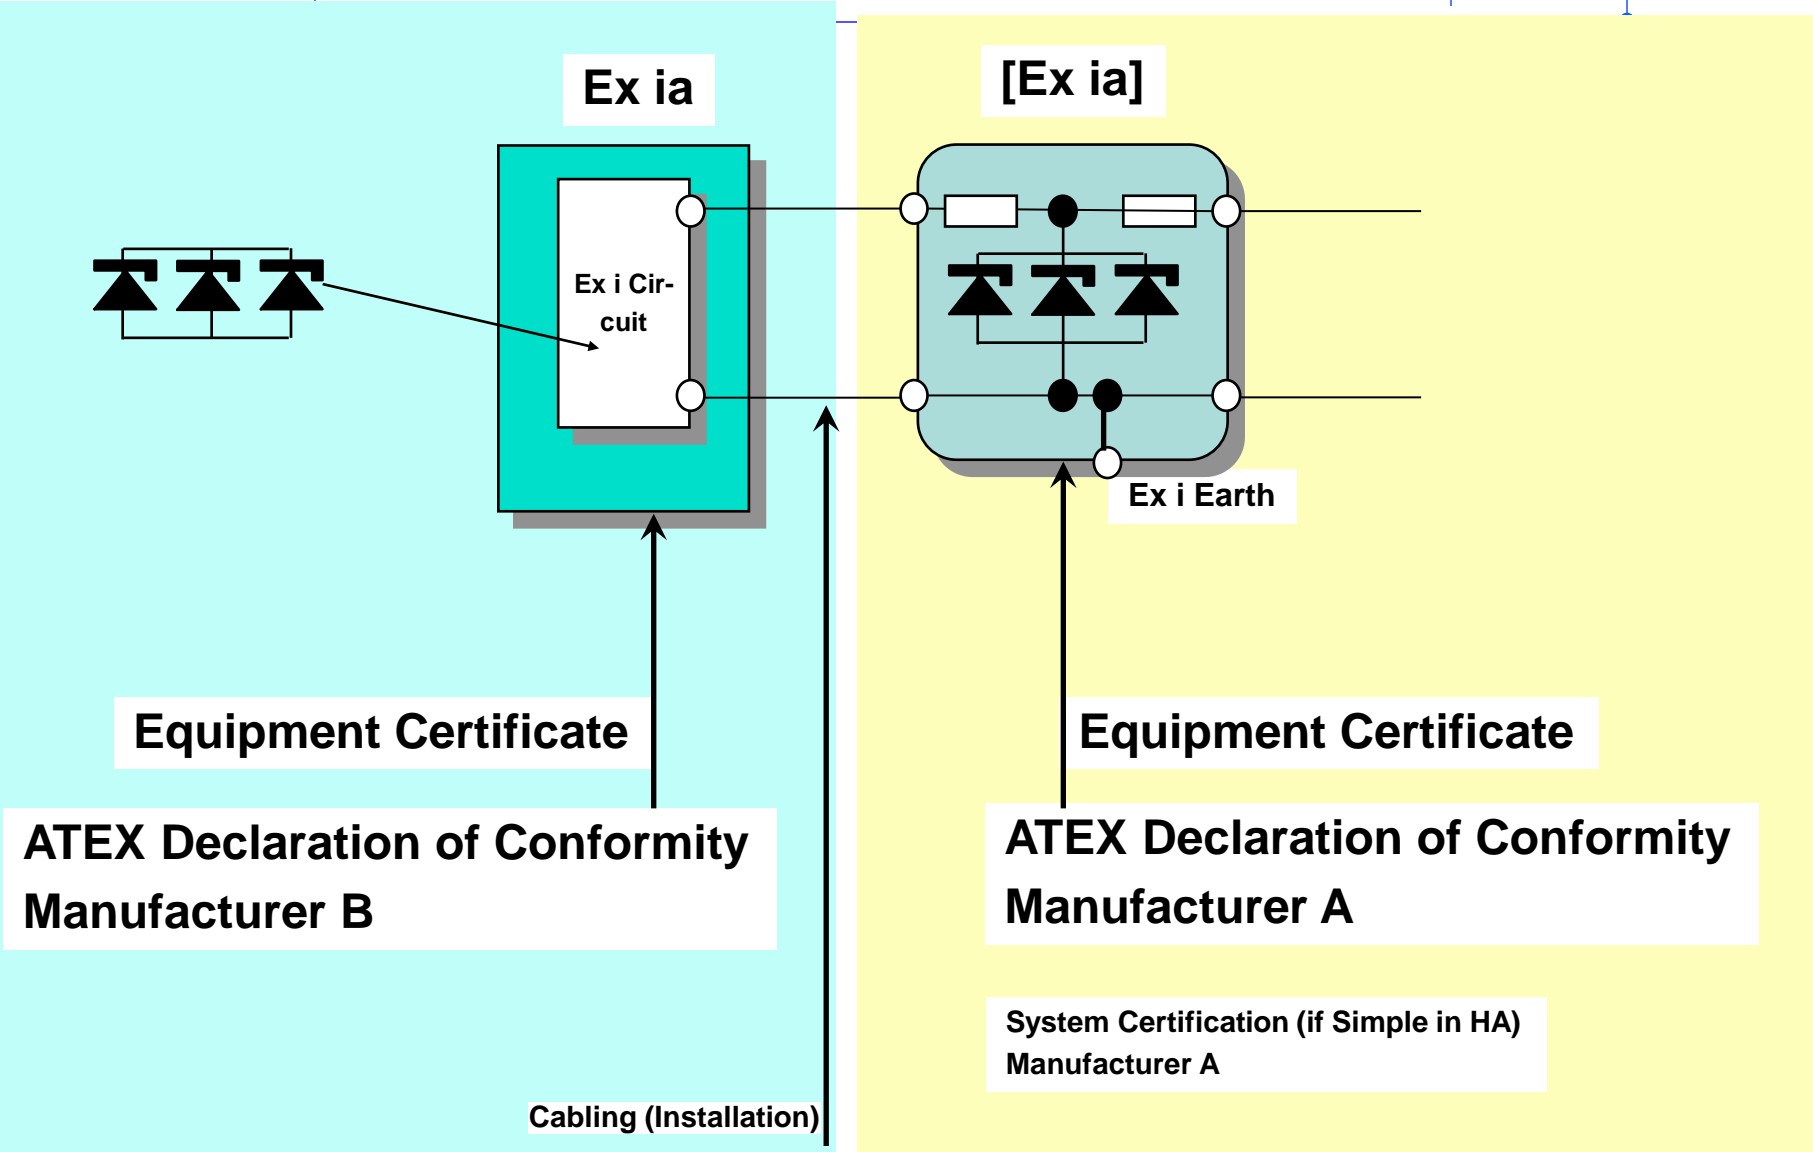 Ex ia
[Ex ia]
Ex i Cir-
cuit
Ex i Earth
Equipment Certificate
Equipment Certificate
ATEX Declaration of Conformity
Manufacturer B
ATEX Declaration of Conformity
Manufacturer A
System Certification (if Simple in HA)
Manufacturer A
Cabling (Installation)